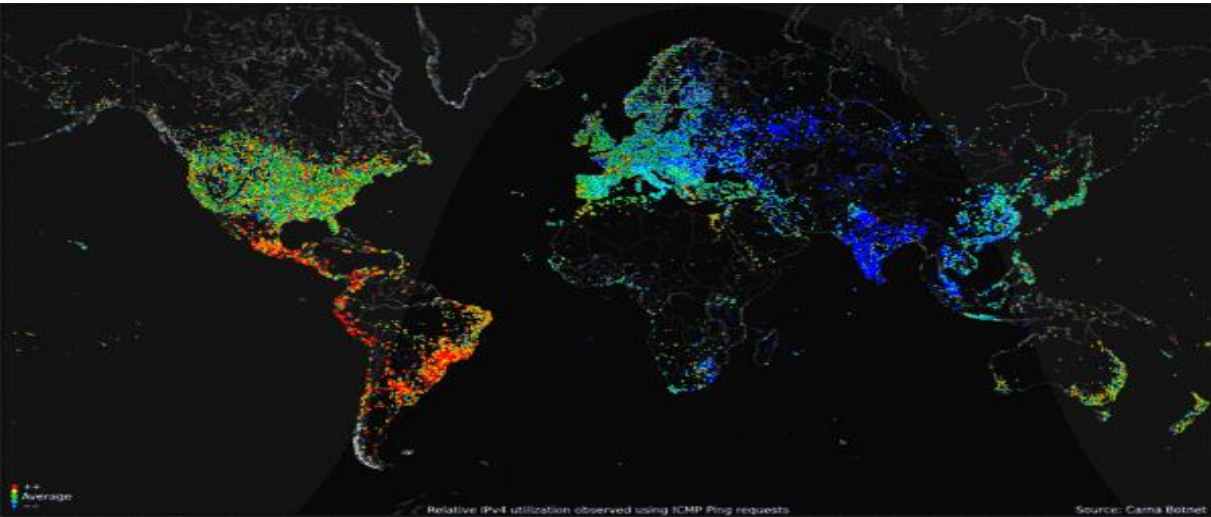 ++
Average
--
Relative IPv4 utilization observed using ICMP Ping requests
Source: Carna Botnet